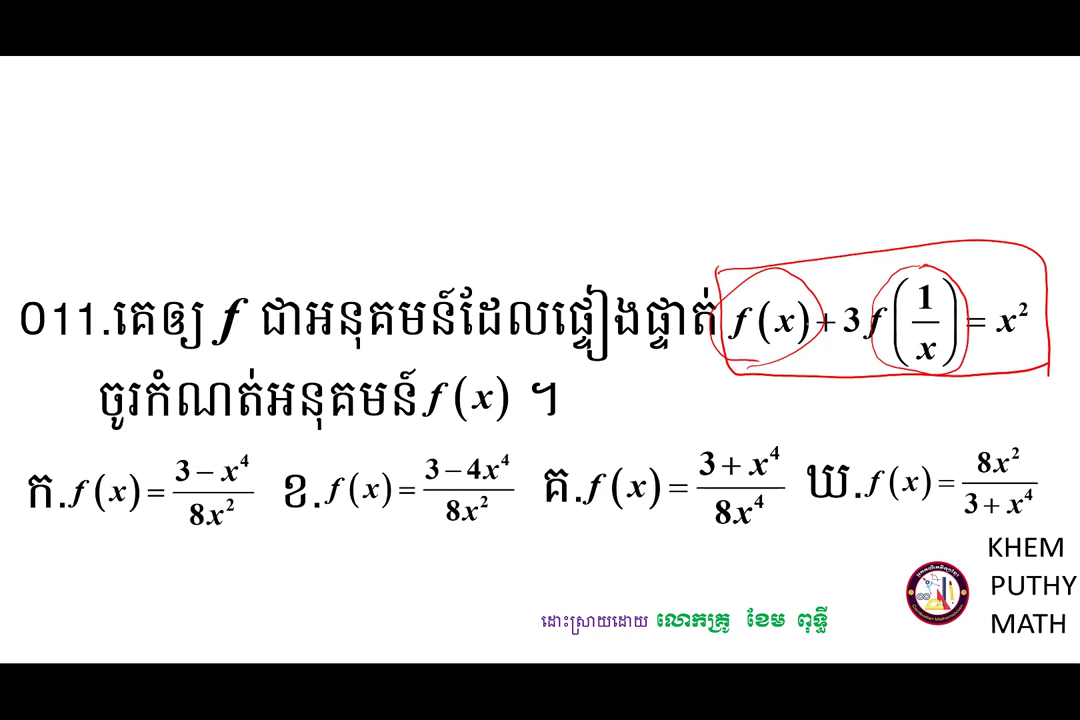 ០11.គេឲ្យ f ជាអនុគមន៍ដែលផ្ទៀងផ្ទាត់ f(x)+3f(1/x)=x²
ចូរកំណត់អនុគមន៍ f(x) ។
ក.f(x)=(3−x⁴)/(8x²) ខ.f(x)=(3−4x⁴)/(8x²) គ.f(x)=(3+x⁴)/(8x⁴) ឃ.f(x)=(8x²)/(3+x⁴)
KHEM
PUTHY
MATH
ដោះស្រាយដោយ លោកគ្រូ ខែម ពុទ្ធី